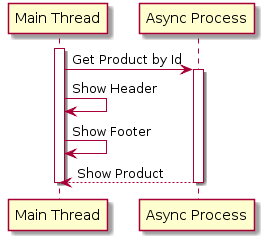 Main Thread
Async Process
Get Product by Id
Show Header
Show Footer
Show Product
Main Thread
Async Process